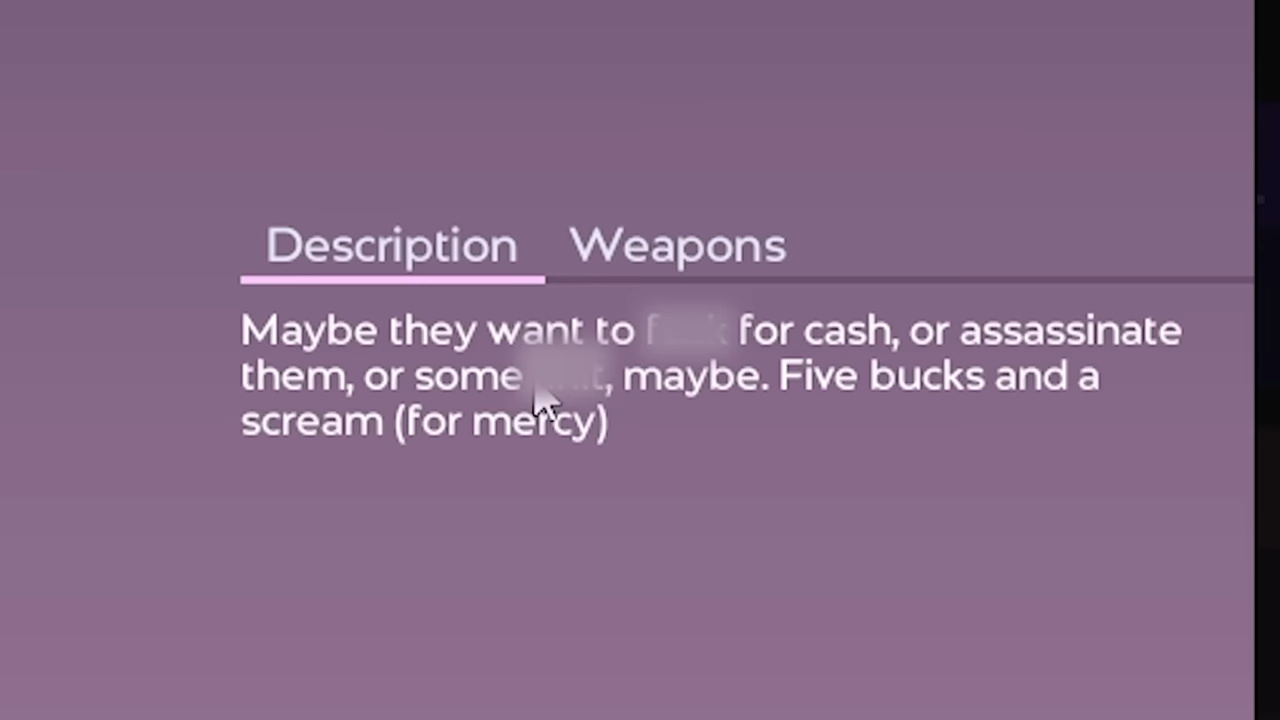 Description Weapons
Maybe they want to for cash, or assassinate
them, or some , maybe. Five bucks and a
scream (for mercy)